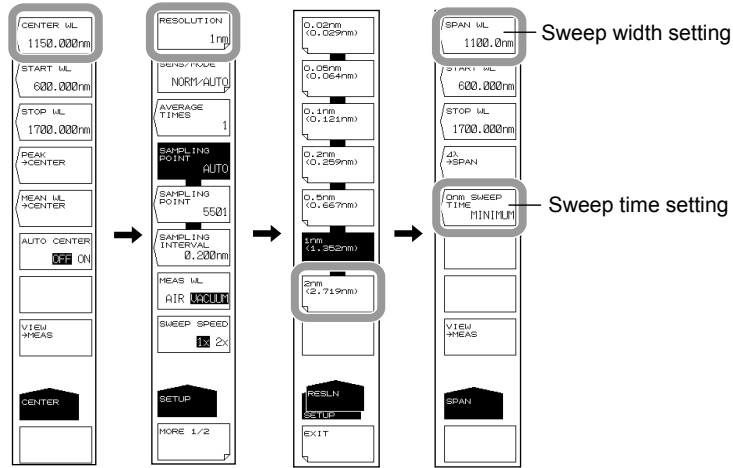 CENTER WL
1150.000nm
START WL
600.000nm
STOP WL
1700.000nm
PEAK
→CENTER
MEAN WL
→CENTER
AUTO CENTER
OFF ON
VIEW
→MEAS
CENTER
RESOLUTION
1nm
SENS/MODE
NORM/AUTO
AVERAGE
TIMES
1
SAMPLING
POINT
AUTO
SAMPLING
POINT
5501
SAMPLING
INTERVAL
0.200nm
MEAS WL
AIR VACUUM
SWEEP SPEED
1x 2x
SETUP
MORE 1/2
0.02nm
(0.029nm)
0.05nm
(0.064nm)
0.1nm
(0.121nm)
0.2nm
(0.259nm)
0.5nm
(0.667nm)
1nm
(1.352nm)
2nm
(2.719nm)
RESLN
SETUP
EXIT
SPAN WL
1100.0nm
START WL
600.000nm
STOP WL
1700.000nm
Δλ
→SPAN
0nm SWEEP
TIME
MINIMUM
VIEW
→MEAS
SPAN
Sweep width setting
Sweep time setting